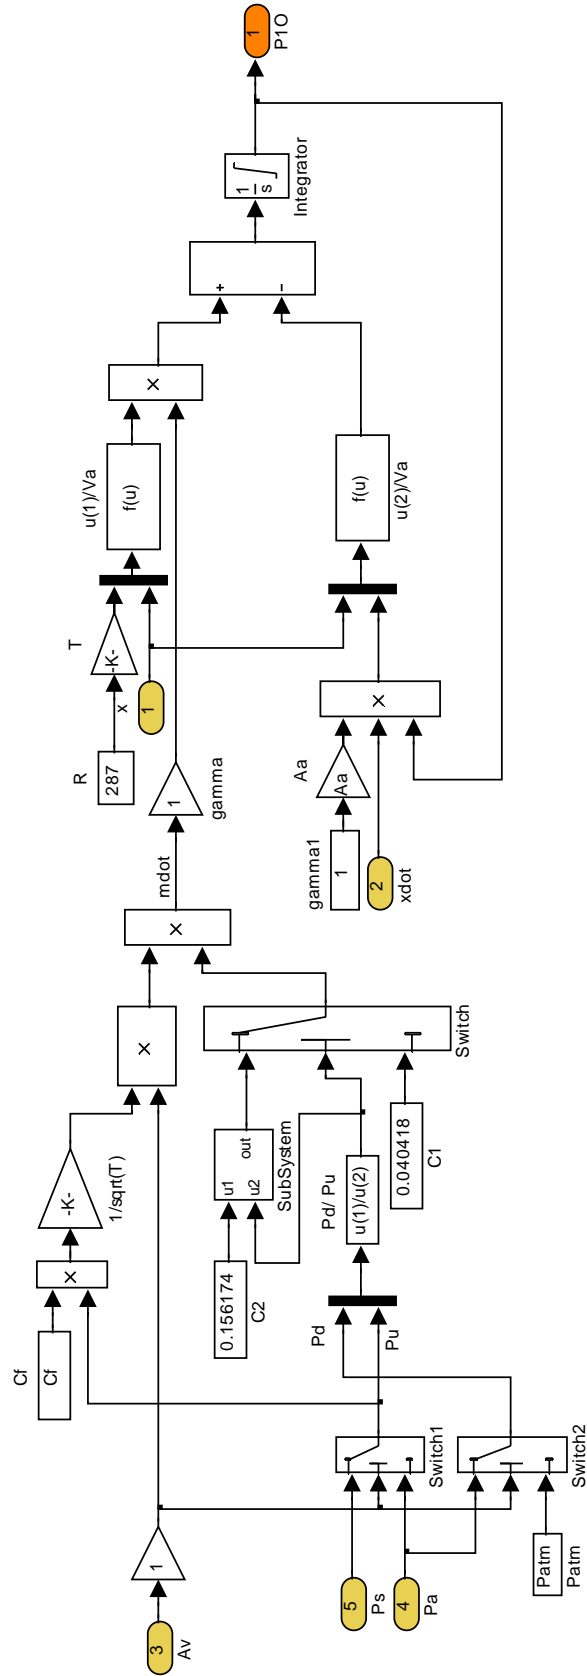 3
Av
1
5
Ps
4
Pa
Patm
Patm
Switch1
Switch2
Cf
Cf
×
-K-
1/sqrt(T)
Pd
Pu
0.156174
C2
u1
u2
out
SubSystem
Pd/ Pu
u(1)/u(2)
0.040418
C1
Switch
×
×
mdot
1
gamma
R
287
T
-K-
x
1
gamma1
1
2
xdot
Aa
Aa
×
u(1)/Va
f(u)
f(u)
u(2)/Va
×
+
-
1
s
Integrator
1
P1O